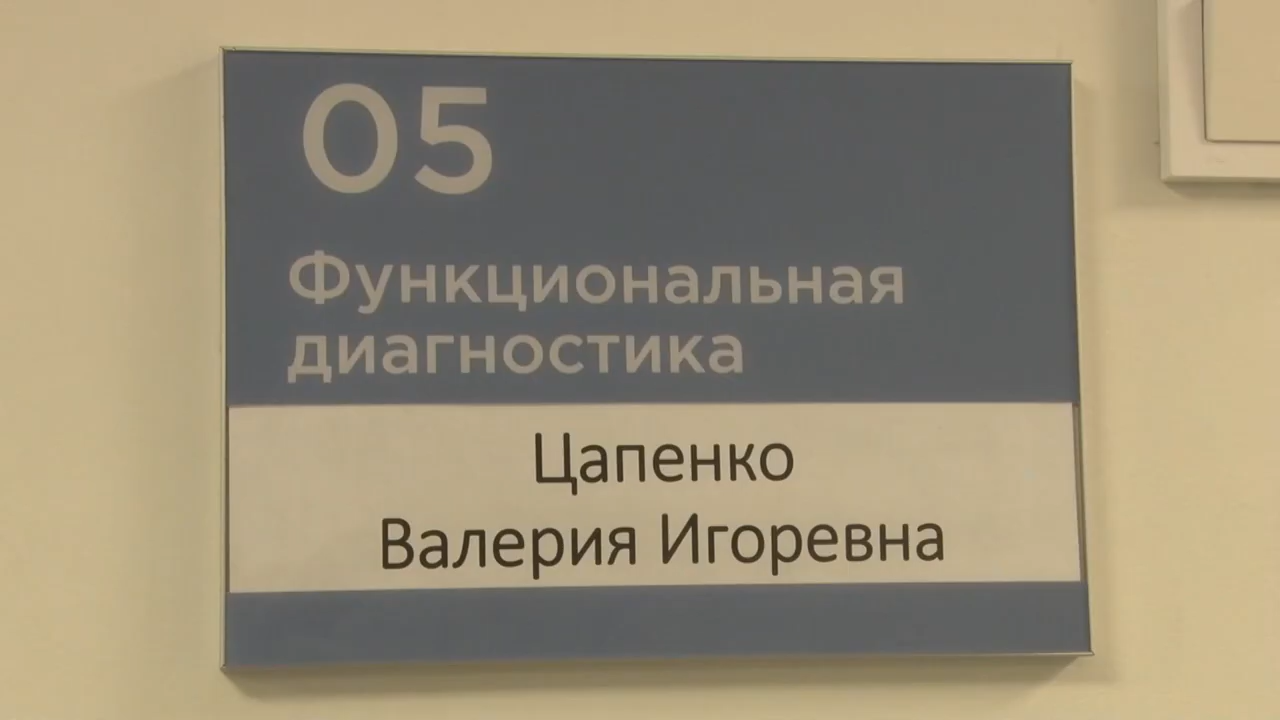 05
Функциональная
диагностика
Цапенко
Валерия Игоревна